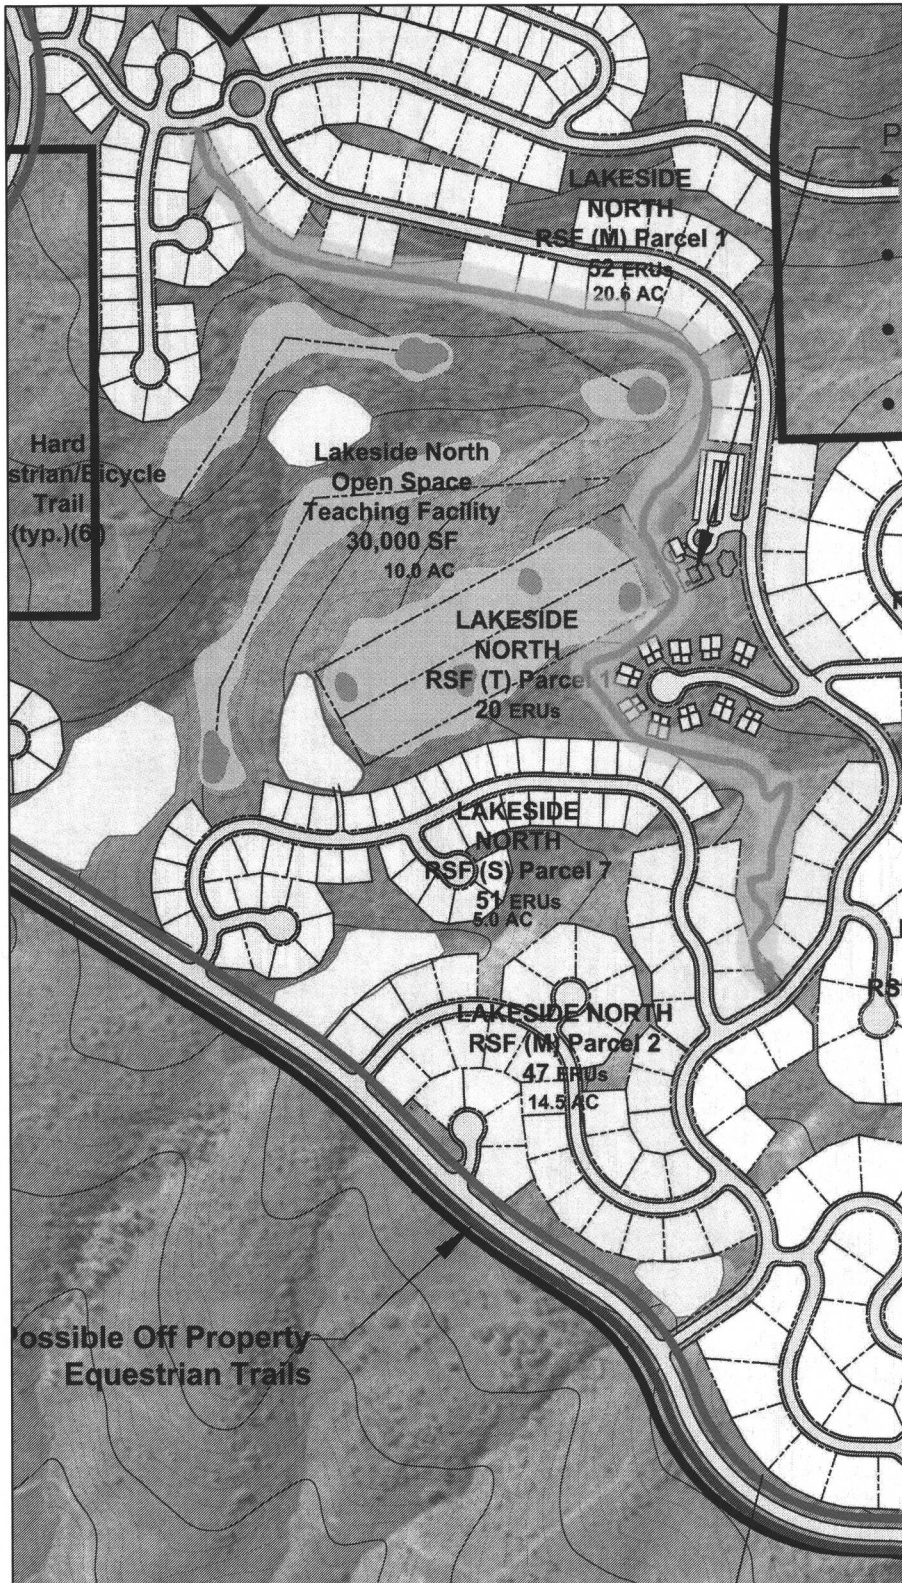 P
LAKESIDE
NORTH
RSF (M) Parcel 1
52 ERUs
20.6 AC
Hard
strian/Bicycle
Trail
(typ.)(6)
Lakeside North
Open Space
Teaching Facility
30,000 SF
10.0 AC
LAKESIDE
NORTH
RSF (T) Parcel 1
20 ERUs
LAKESIDE
NORTH
RSF (S) Parcel 7
51 ERUs
5.0 AC
RS
LAKESIDE NORTH
RSF (M) Parcel 2
47 ERUs
14.5 AC
ossible Off Property
Equestrian Trails